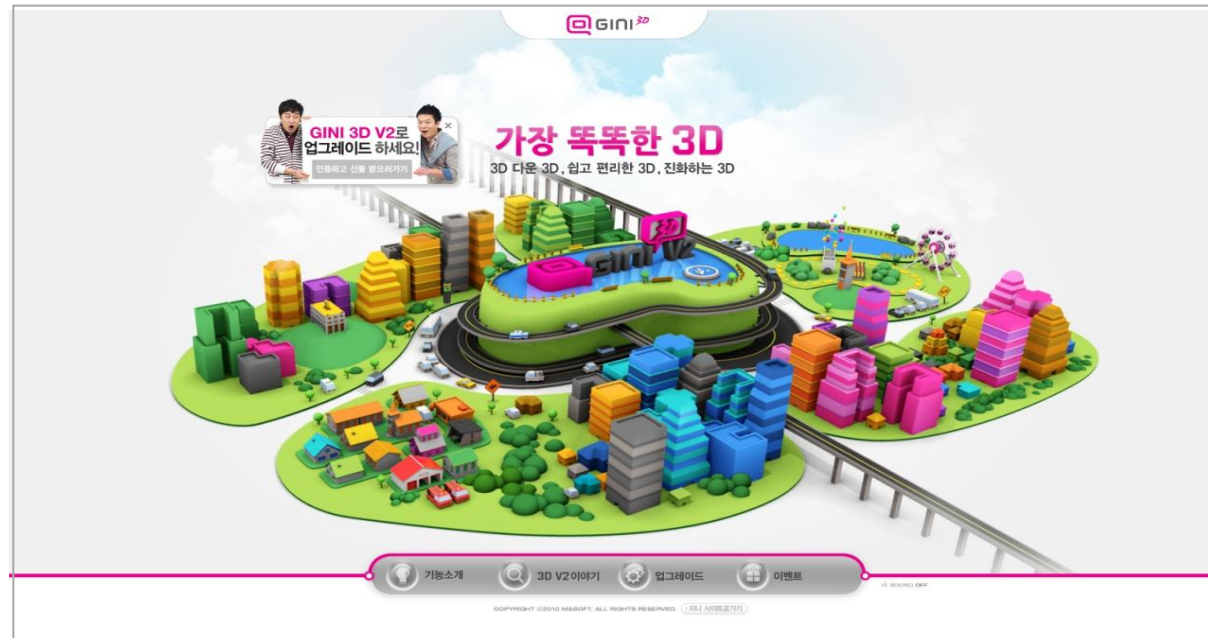 GINI 3D
GINI 3D V2로
업그레이드 하세요!
인증하고 선물 받으러가기
가장 똑똑한 3D
3D 다운 3D, 쉽고 편리한 3D, 진화하는 3D
3D
GINI V2
기능소개
3D V2이야기
업그레이드
이벤트
SOUND OFF
COPYRIGHT ©2010 M&SOFT. ALL RIGHTS RESERVED.
지니 사이트로가기